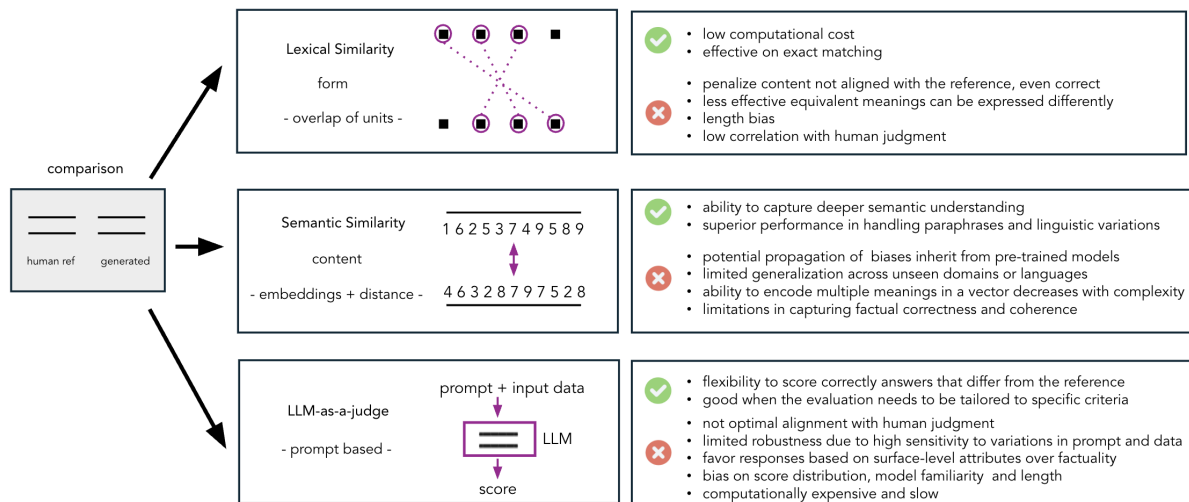 comparison
human ref
generated
Lexical Similarity
form
- overlap of units -
• low computational cost
• effective on exact matching
• penalize content not aligned with the reference, even correct
• less effective equivalent meanings can be expressed differently
• length bias
• low correlation with human judgment
Semantic Similarity
content
- embeddings + distance -
1 6 2 5 3 7 4 9 5 8 9
4 6 3 2 8 7 9 7 5 2 8
• ability to capture deeper semantic understanding
• superior performance in handling paraphrases and linguistic variations
• potential propagation of biases inherit from pre-trained models
• limited generalization across unseen domains or languages
• ability to encode multiple meanings in a vector decreases with complexity
• limitations in capturing factual correctness and coherence
LLM-as-a-judge
- prompt based -
prompt + input data
LLM
score
• flexibility to score correctly answers that differ from the reference
• good when the evaluation needs to be tailored to specific criteria
• not optimal alignment with human judgment
• limited robustness due to high sensitivity to variations in prompt and data
• favor responses based on surface-level attributes over factuality
• bias on score distribution, model familiarity and length
• computationally expensive and slow